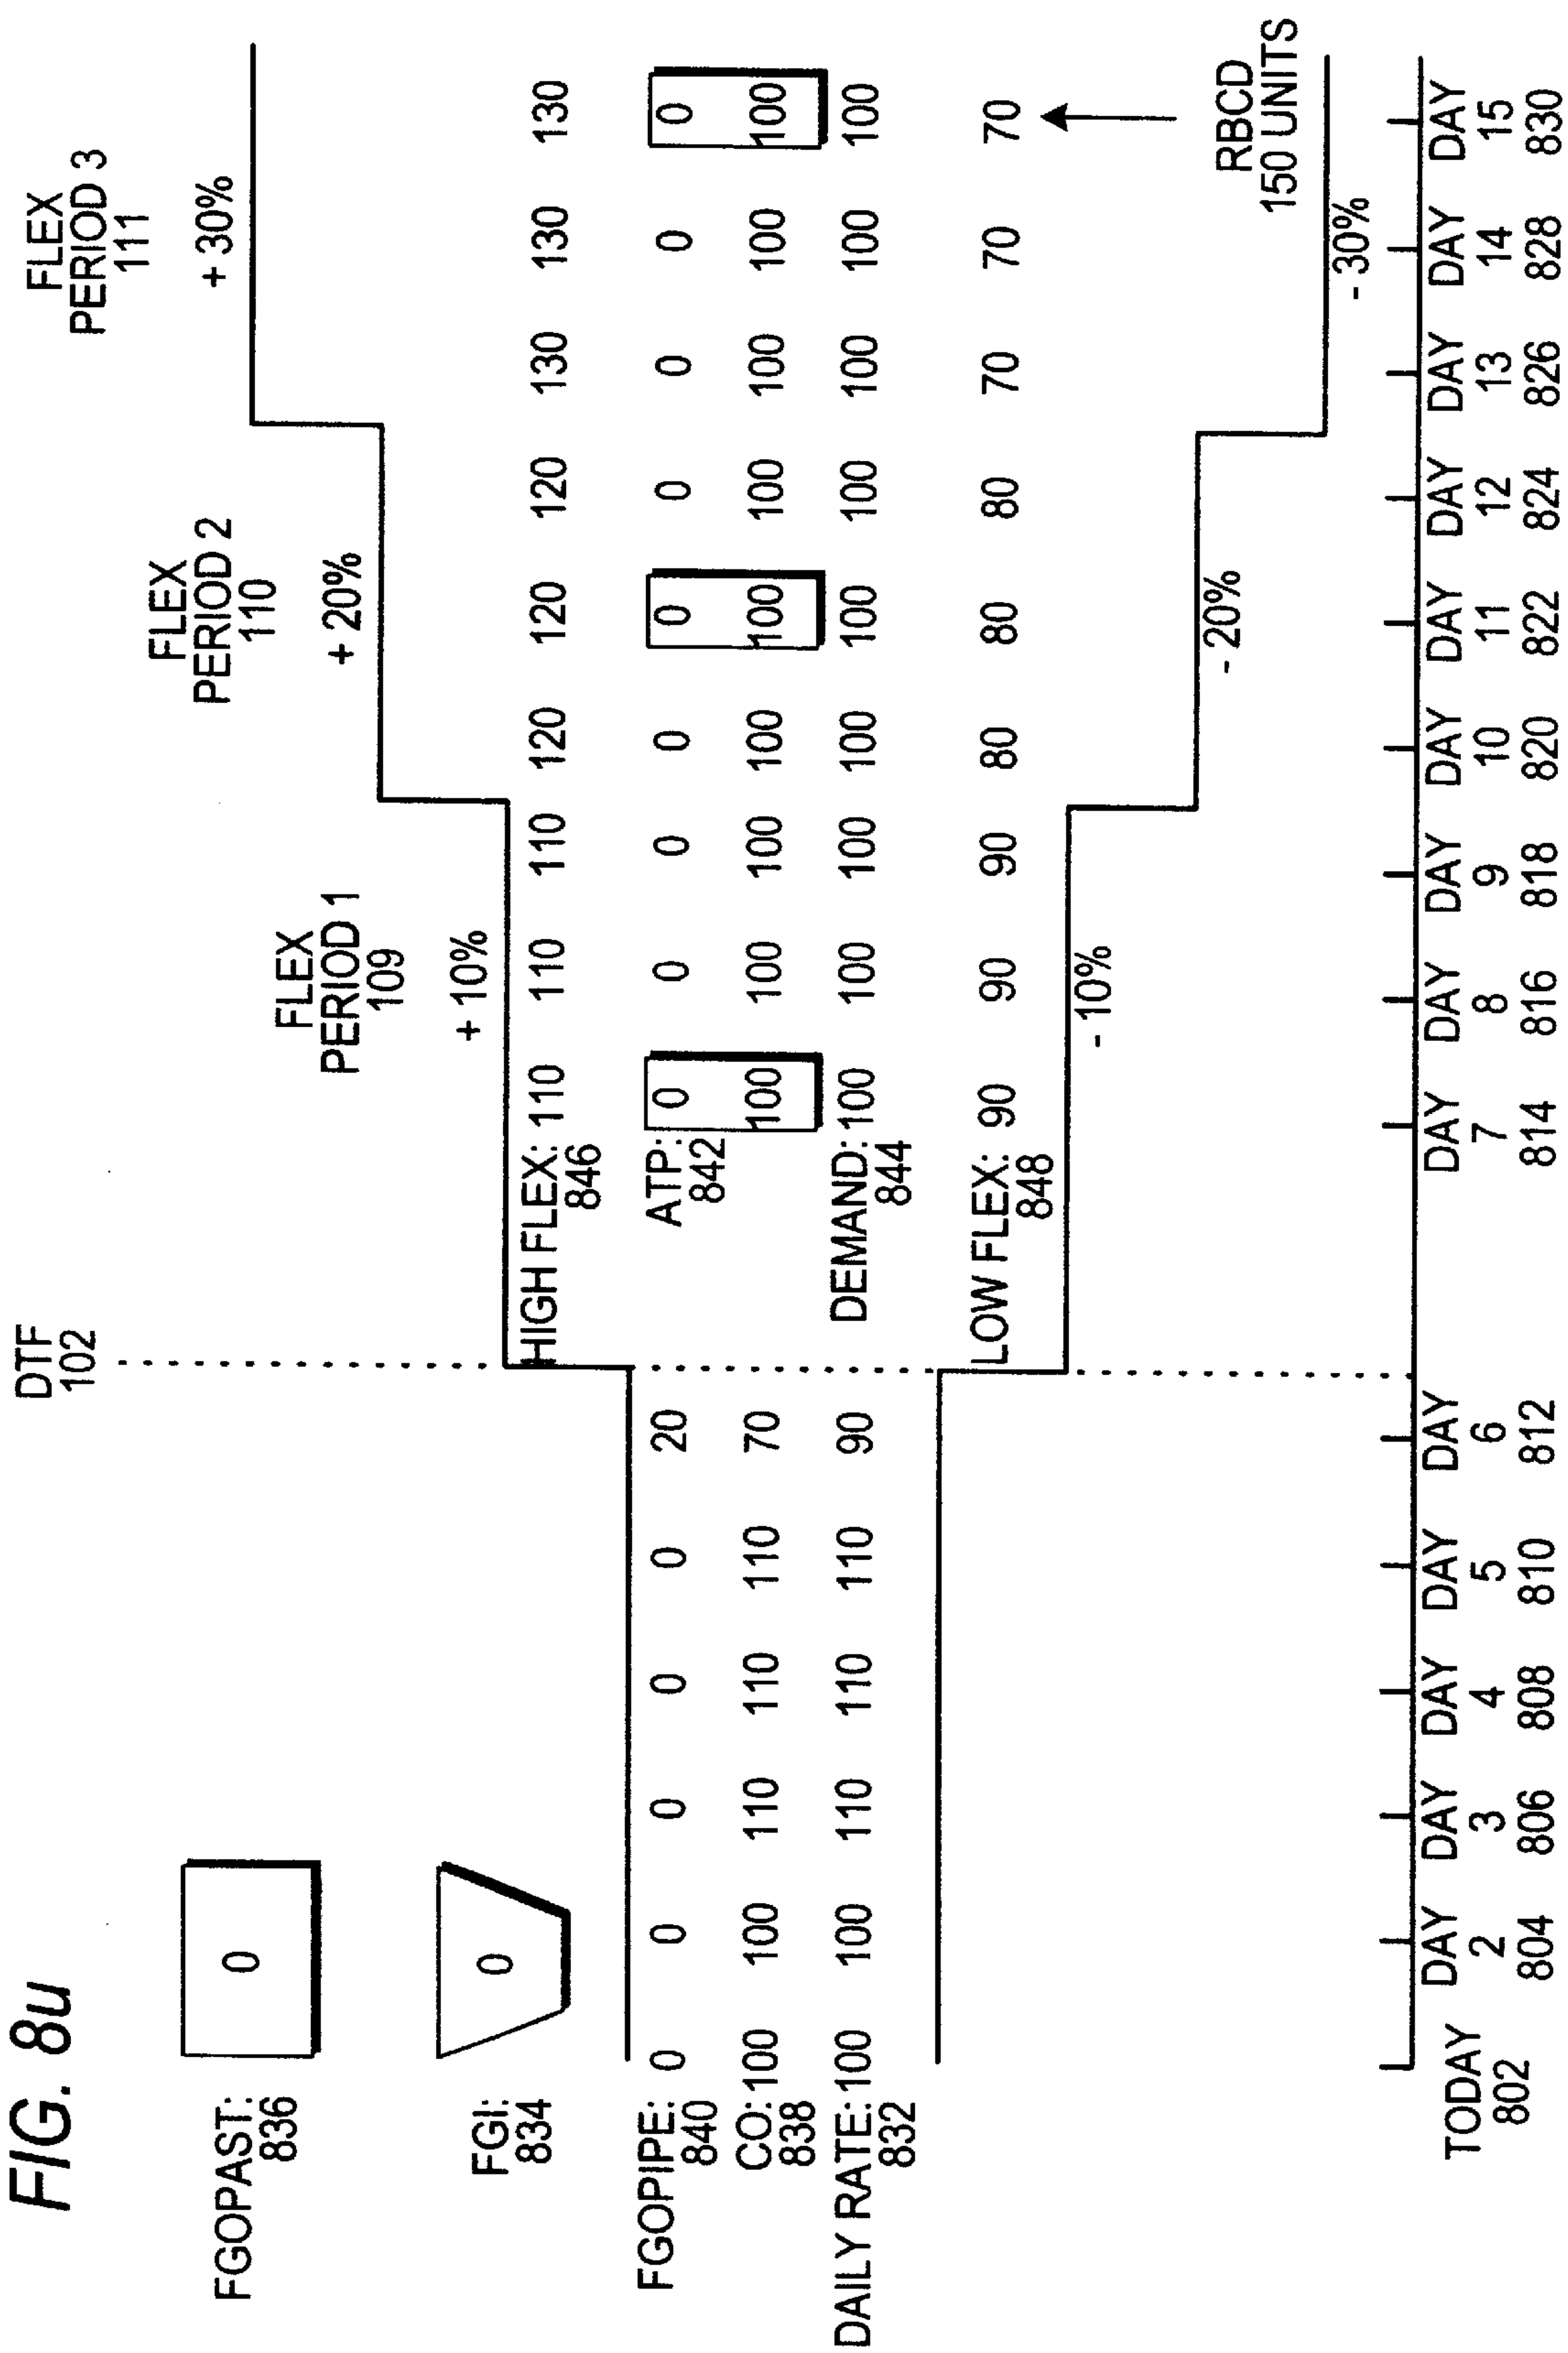 FIG. 8u
DTF
102
FLEX
PERIOD 3
111
+ 30%
FLEX
PERIOD 2
110
+ 20%
FLEX
PERIOD 1
109
+ 10%
FGOPAST:
836
0
FGI:
834
0
HIGH FLEX: 110 110 110 120 120 120 130 130 130
846
FGOPIPE: 0 0 0 0 0 20
840
ATP: 0 0 0 0 0 0 0 0 0
842
CO: 100 100 110 110 110 70 100 100 100 100 100 100 100 100 100
838
DAILY RATE: 100 100 110 110 110 90
832
DEMAND: 100 100 100 100 100 100 100 100 100
844
LOW FLEX: 90 90 90 80 80 80 70 70 70
848
- 10%
- 20%
- 30%
RBCD
150 UNITS
TODAY
802
DAY
2
804
DAY
3
806
DAY
4
808
DAY
5
810
DAY
6
812
DAY
7
814
DAY
8
816
DAY
9
818
DAY
10
820
DAY
11
822
DAY
12
824
DAY
13
826
DAY
14
828
DAY
15
830